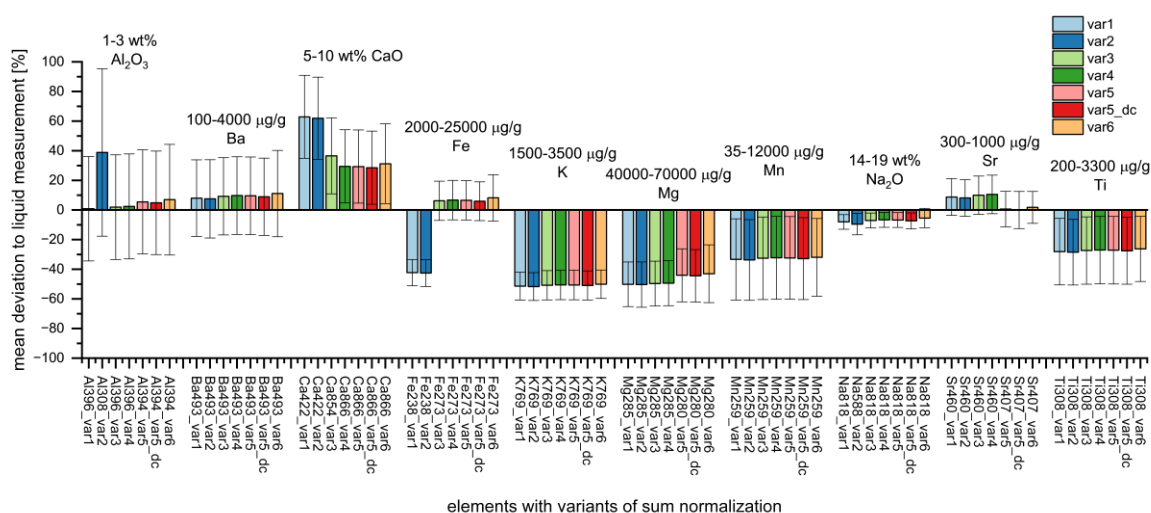 mean deviation to liquid measurement [%]
100
80
60
40
20
0
−20
−40
−60
−80
−100
1-3 wt%
Al₂O₃
100-4000 µg/g
Ba
5-10 wt% CaO
2000-25000 µg/g
Fe
1500-3500 µg/g
K
40000-70000 µg/g
Mg
35-12000 µg/g
Mn
14-19 wt%
Na₂O
300-1000 µg/g
Sr
200-3300 µg/g
Ti
var1
var2
var3
var4
var5
var5_dc
var6
Al396_var1
Al308_var2
Al396_var3
Al396_var4
Al394_var5
Al394_var5_dc
Al394_var6
Ba493_var1
Ba493_var2
Ba493_var3
Ba493_var4
Ba493_var5
Ba493_var5_dc
Ba493_var6
Ca422_var1
Ca422_var2
Ca854_var3
Ca866_var4
Ca866_var5
Ca866_var5_dc
Ca866_var6
Fe238_var1
Fe238_var2
Fe273_var3
Fe273_var4
Fe273_var5
Fe273_var5_dc
Fe273_var6
K769_var1
K769_var2
K769_var3
K769_var4
K769_var5
K769_var5_dc
K769_var6
Mg285_var1
Mg285_var2
Mg285_var3
Mg285_var4
Mg280_var5
Mg280_var5_dc
Mg280_var6
Mn259_var1
Mn259_var2
Mn259_var3
Mn259_var4
Mn259_var5
Mn259_var5_dc
Mn259_var6
Na818_var1
Na588_var2
Na818_var3
Na818_var4
Na818_var5
Na818_var5_dc
Na818_var6
Sr460_var1
Sr460_var2
Sr460_var3
Sr460_var4
Sr407_var5
Sr407_var5_dc
Sr407_var6
Ti308_var1
Ti308_var2
Ti308_var3
Ti308_var4
Ti308_var5
Ti308_var5_dc
Ti308_var6
elements with variants of sum normalization